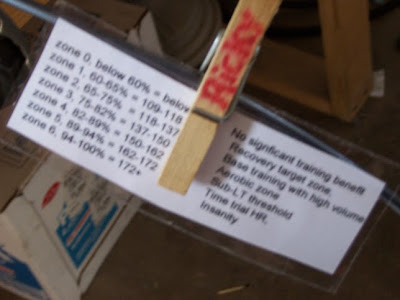 Ricky
zone 0, below 60% = below
zone 1, 60-65% = 109-118
zone 2, 65-75% = 118-137
zone 3, 75-82% = 137-150
zone 4, 82-89% = 150-162
zone 5, 89-94% = 162-172
zone 6, 94-100% = 172+
No significant training benefit
Recovery target zone,
Base training with high volume
Aerobic zone
Sub-LT threshold
Time trial HR,
Insanity